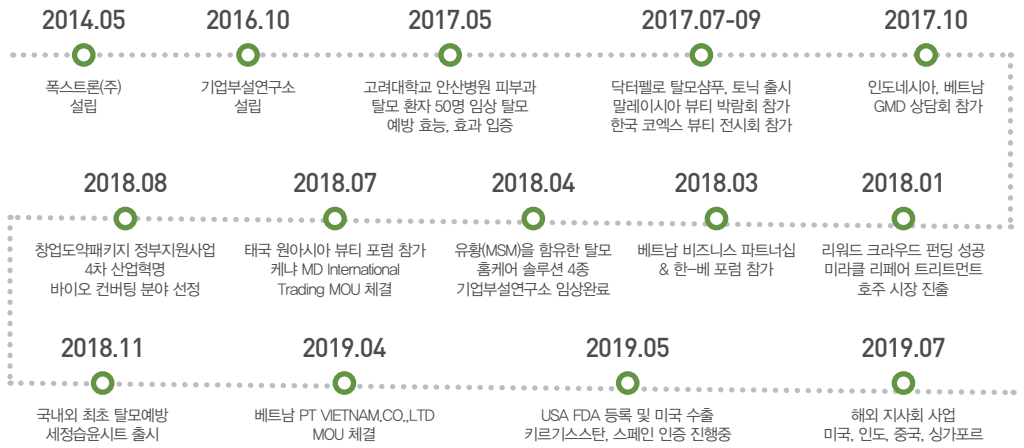 2014.05
폭스트론(주)
설립
2016.10
기업부설연구소
설립
2017.05
고려대학교 안산병원 피부과
탈모 환자 50명 임상 탈모
예방 효능, 효과 입증
2017.07-09
닥터펠로 탈모샴푸, 토닉 출시
말레이시아 뷰티 박람회 참가
한국 코엑스 뷰티 전시회 참가
2017.10
인도네시아, 베트남
GMD 상담회 참가
2018.01
리워드 크라우드 펀딩 성공
미라클 리페어 트리트먼트
호주 시장 진출
2018.03
베트남 비즈니스 파트너십
& 한-베 포럼 참가
2018.04
유황(MSM)을 함유한 탈모
홈케어 솔루션 4종
기업부설연구소 임상완료
2018.07
태국 원아시아 뷰티 포럼 참가
케냐 MD International
Trading MOU 체결
2018.08
창업도약패키지 정부지원사업
4차 산업혁명
바이오 컨버팅 분야 선정
2018.11
국내외 최초 탈모예방
세정습윤시트 출시
2019.04
베트남 PT VIETNAM.CO.,LTD
MOU 체결
2019.05
USA FDA 등록 및 미국 수출
키르기스스탄, 스페인 인증 진행중
2019.07
해외 지사회 사업
미국, 인도, 중국, 싱가포르